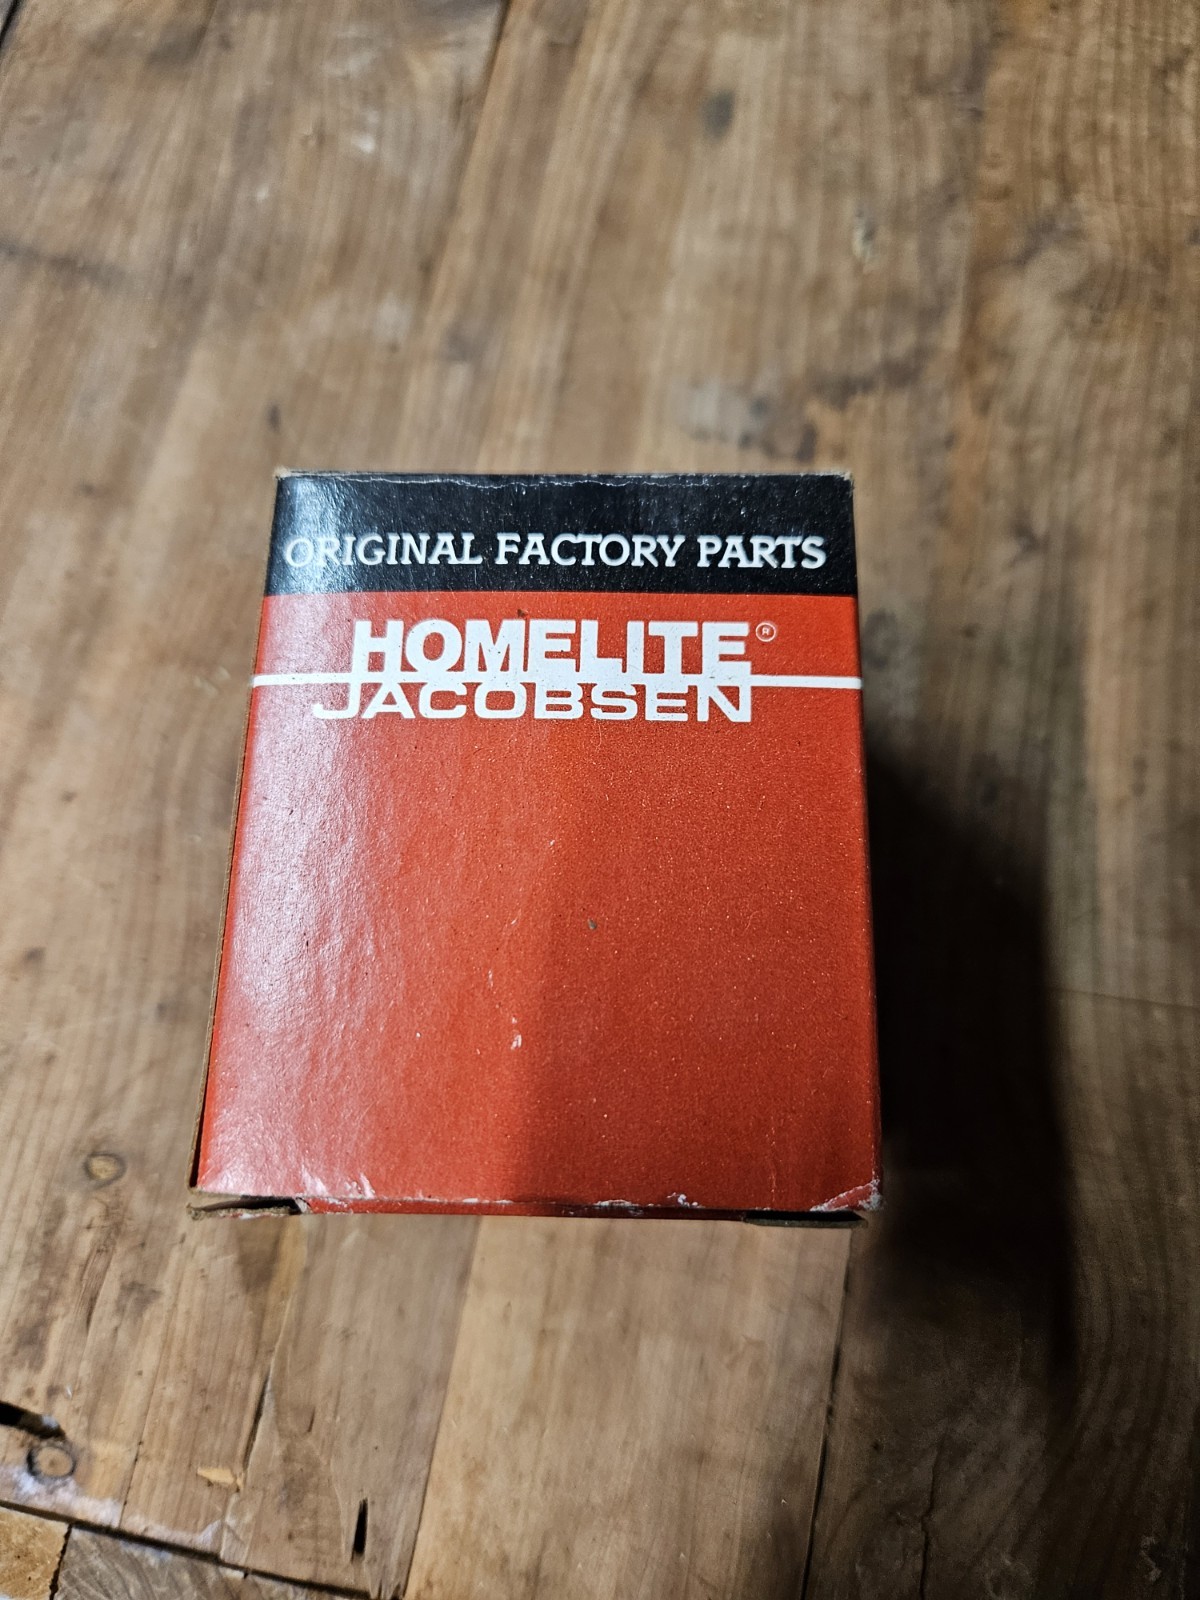 ORIGINAL FACTORY PARTS
HOMELITE®
JACOBSEN